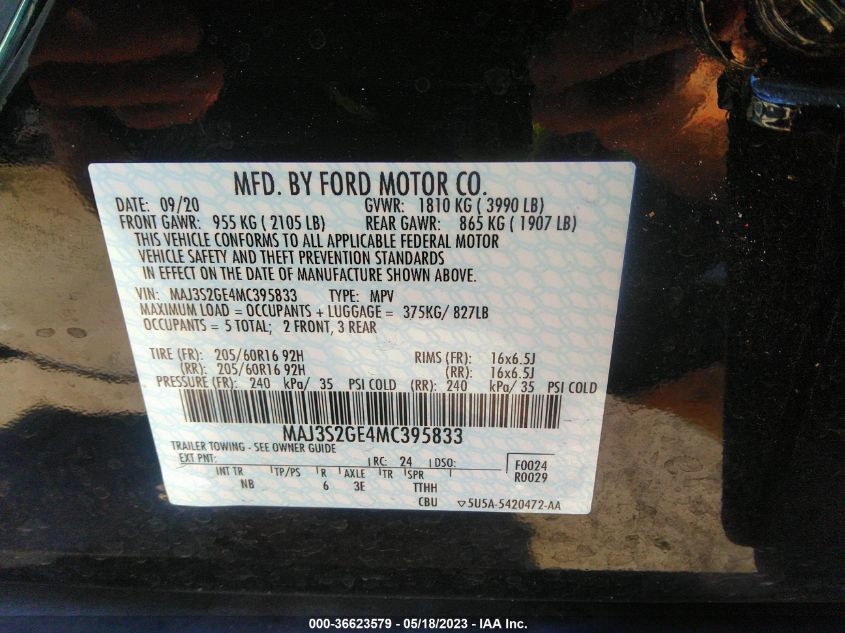 MFD. BY FORD MOTOR CO.
DATE: 09/20 GVWR: 1810 KG ( 3990 LB)
FRONT GAWR: 955 KG ( 2105 LB) REAR GAWR: 865 KG ( 1907 LB)
THIS VEHICLE CONFORMS TO ALL APPLICABLE FEDERAL MOTOR
VEHICLE SAFETY AND THEFT PREVENTION STANDARDS
IN EFFECT ON THE DATE OF MANUFACTURE SHOWN ABOVE.
VIN: MAJ3S2GE4MC395833 TYPE: MPV
MAXIMUM LOAD = OCCUPANTS + LUGGAGE = 375KG/ 827LB
OCCUPANTS = 5 TOTAL; 2 FRONT, 3 REAR
TIRE (FR): 205/60R16 92H RIMS (FR): 16x6.5J
(RR): 205/60R16 92H (RR): 16x6.5J
PRESSURE (FR): 240 kPa/ 35 PSI COLD (RR): 240 kPa/ 35 PSI COLD
MAJ3S2GE4MC395833
TRAILER TOWING - SEE OWNER GUIDE
EXT PNT: RC: 24 DSO: F0024
R0029
INT TR TP/PS R AXLE TR SPR
NB 6 3E TTHH
CBU ▽5U5A-5420472-AA
000-36623579 - 05/18/2023 - IAA Inc.